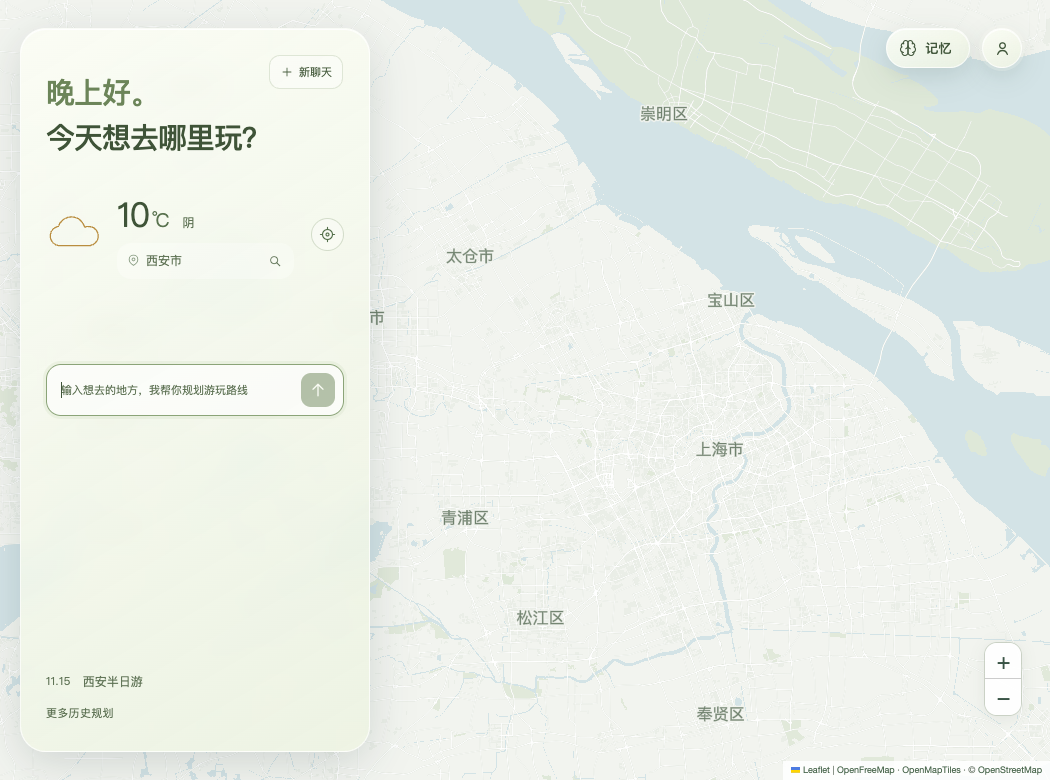 新聊天
晚上好。
今天想去哪里玩?
10°C 阴
西安市
输入想去的地方，我帮你规划游玩路线
11.15 西安半日游
更多历史规划
记忆
崇明区
太仓市
宝山区
市
上海市
青浦区
松江区
奉贤区
+
−
Leaflet | OpenFreeMap · OpenMapTiles · © OpenStreetMap